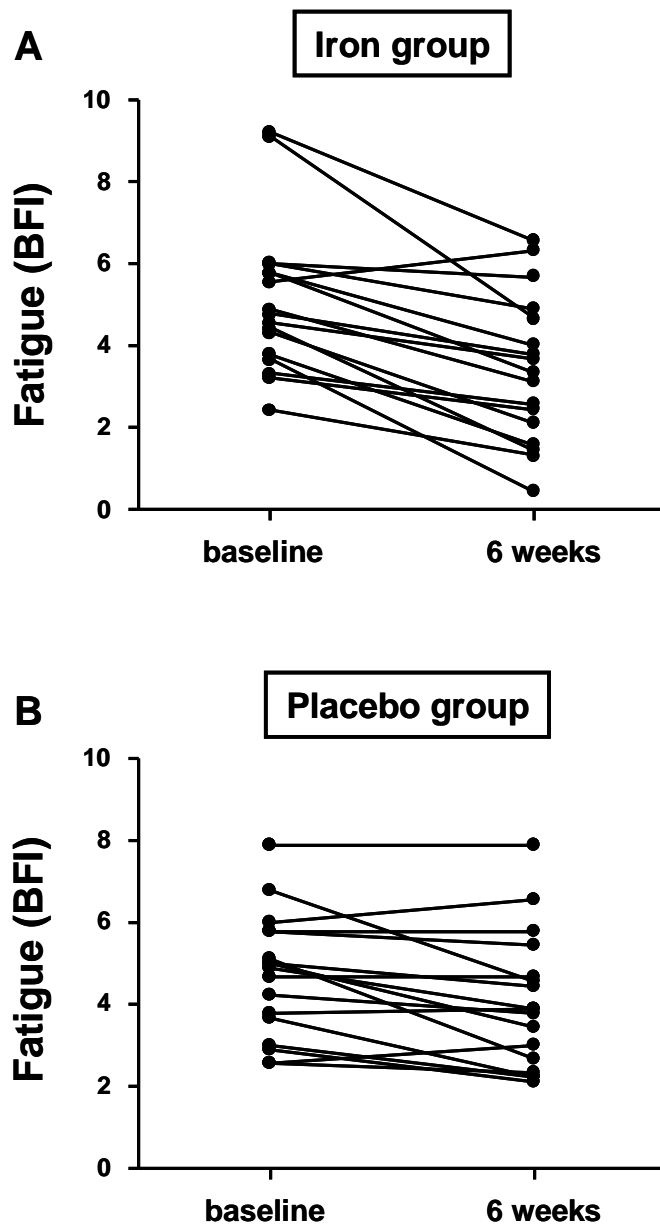 A
Iron group
Fatigue (BFI)
10
8
6
4
2
0
baseline
6 weeks
B
Placebo group
Fatigue (BFI)
10
8
6
4
2
0
baseline
6 weeks